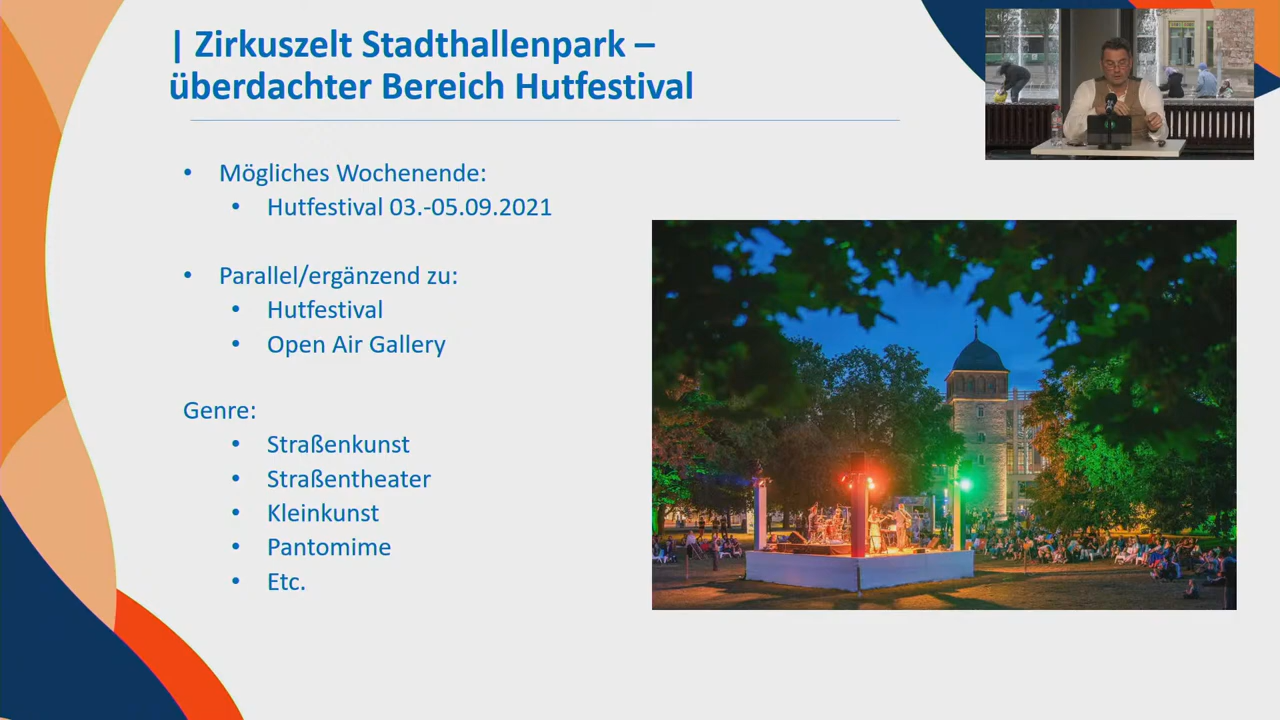 | Zirkuszelt Stadthallenpark –
überdachter Bereich Hutfestival
• Mögliches Wochenende:
• Hutfestival 03.-05.09.2021
• Parallel/ergänzend zu:
• Hutfestival
• Open Air Gallery
Genre:
• Straßenkunst
• Straßentheater
• Kleinkunst
• Pantomime
• Etc.